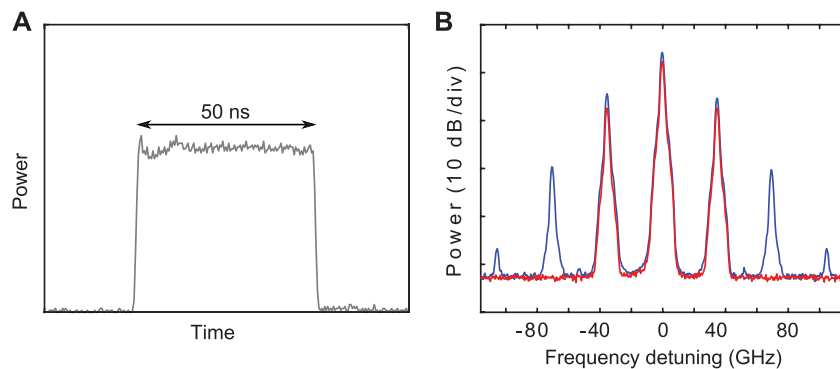 A
50 ns
Power
Time
B
Power (10 dB/div)
-80 -40 0 40 80
Frequency detuning (GHz)